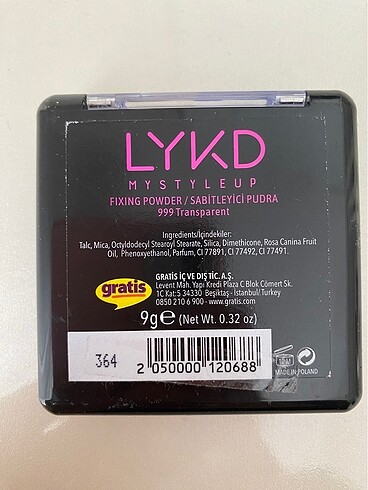 LYKD
MYSTYLEUP
FIXING POWDER / SABİTLEYİCİ PUDRA
999 Transparent
Ingredients/İçindekiler:
Talc, Mica, Octyldodecyl Stearoyl Stearate, Silica, Dimethicone, Rosa Canina Fruit
Oil, Phenoxyethanol, Parfum, CI 77891, CI 77492, CI 77491.
gratis
GRATİS İÇ VE DIŞ TİC. A.Ş.
Levent Mah. Yapı Kredi Plaza C Blok Cömert Sk.
1C Kat:5 34330 Beşiktaş - İstanbul/Turkey
0850 210 6 900 - www.gratis.com
9g℮ (Net Wt. 0.32 oz)
364
2 050000 120688
MADE IN POLAND